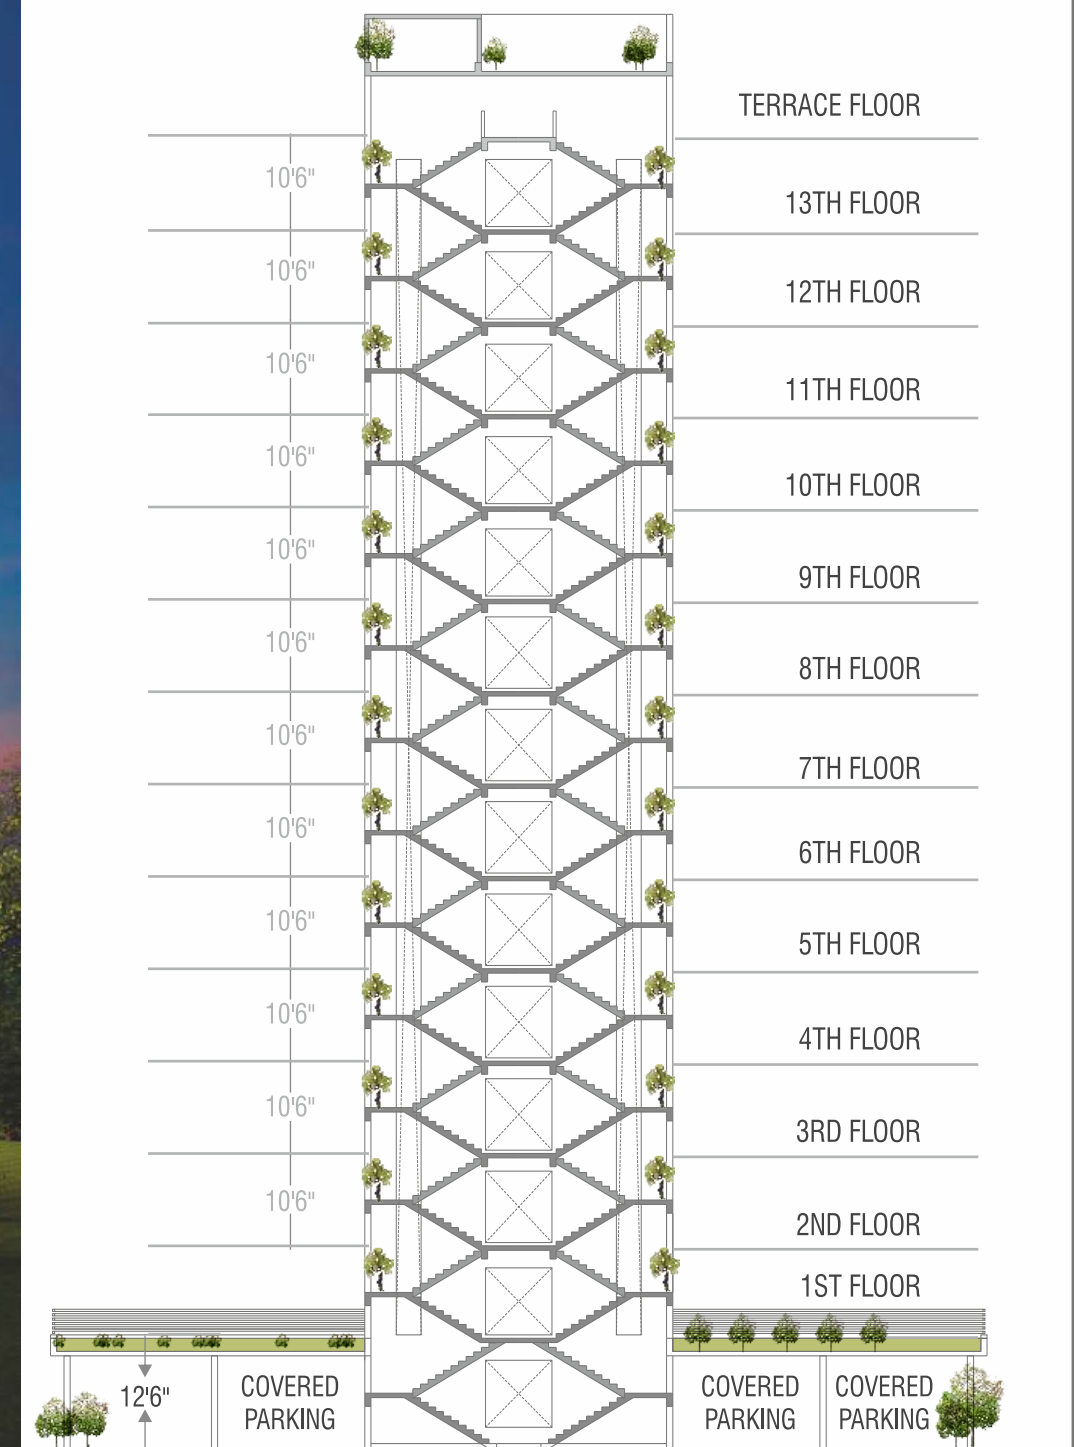 TERRACE FLOOR
10'6"
13TH FLOOR
10'6"
12TH FLOOR
10'6"
11TH FLOOR
10'6"
10TH FLOOR
10'6"
9TH FLOOR
10'6"
8TH FLOOR
10'6"
7TH FLOOR
10'6"
6TH FLOOR
10'6"
5TH FLOOR
10'6"
4TH FLOOR
10'6"
3RD FLOOR
10'6"
2ND FLOOR
1ST FLOOR
12'6"
COVERED
PARKING
COVERED
PARKING
COVERED
PARKING